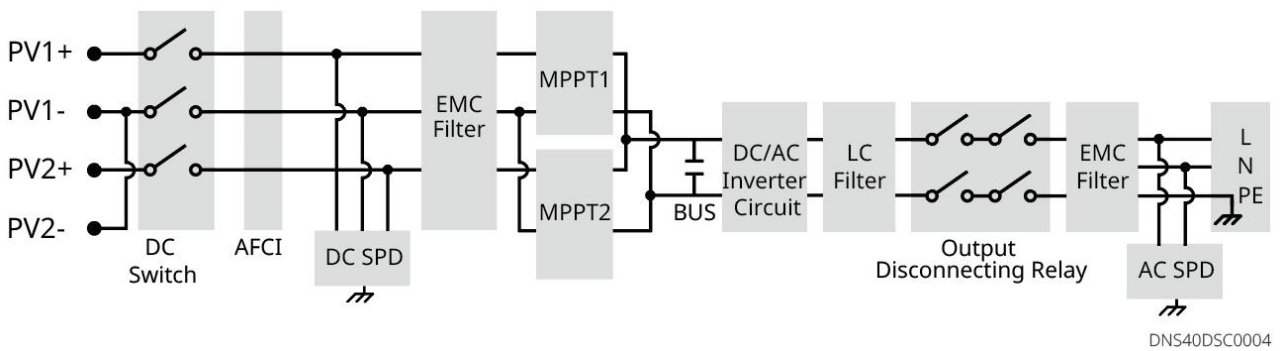 PV1+
PV1-
PV2+
PV2-
DC
Switch
AFCI
DC SPD
EMC
Filter
MPPT1
MPPT2
BUS
DC/AC
Inverter
Circuit
LC
Filter
Output
Disconnecting Relay
EMC
Filter
L
N
PE
AC SPD
DNS40DSC0004